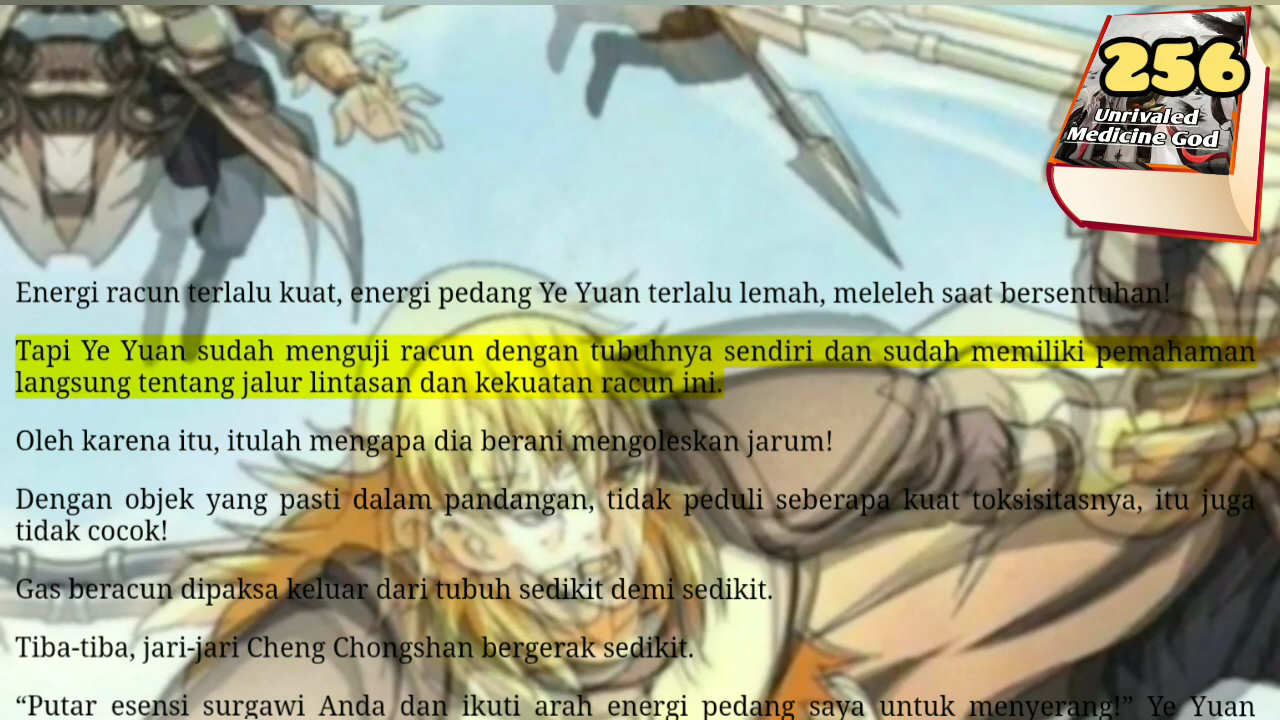 256
Unrivaled
Medicine God
Energi racun terlalu kuat, energi pedang Ye Yuan terlalu lemah, meleleh saat bersentuhan!
Tapi Ye Yuan sudah menguji racun dengan tubuhnya sendiri dan sudah memiliki pemahaman
langsung tentang jalur lintasan dan kekuatan racun ini.
Oleh karena itu, itulah mengapa dia berani mengoleskan jarum!
Dengan objek yang pasti dalam pandangan, tidak peduli seberapa kuat toksisitasnya, itu juga
tidak cocok!
Gas beracun dipaksa keluar dari tubuh sedikit demi sedikit.
Tiba-tiba, jari-jari Cheng Chongshan bergerak sedikit.
“Putar esensi surgawi Anda dan ikuti arah energi pedang saya untuk menyerang!” Ye Yuan